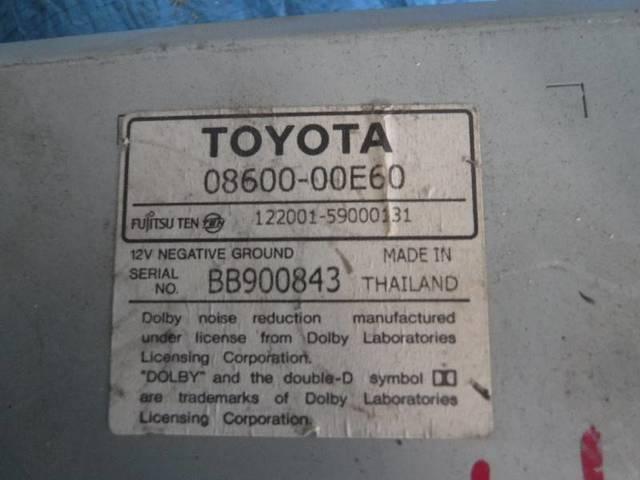 TOYOTA
08600-00E60
FUJITSU TEN TEN 122001-59000131
12V NEGATIVE GROUND MADE IN
SERIAL NO. BB900843 THAILAND
Dolby noise reduction manufactured
under license from Dolby Laboratories
Licensing Corporation.
"DOLBY" and the double-D symbol
are trademarks of Dolby Laboratories
Licensing Corporation.